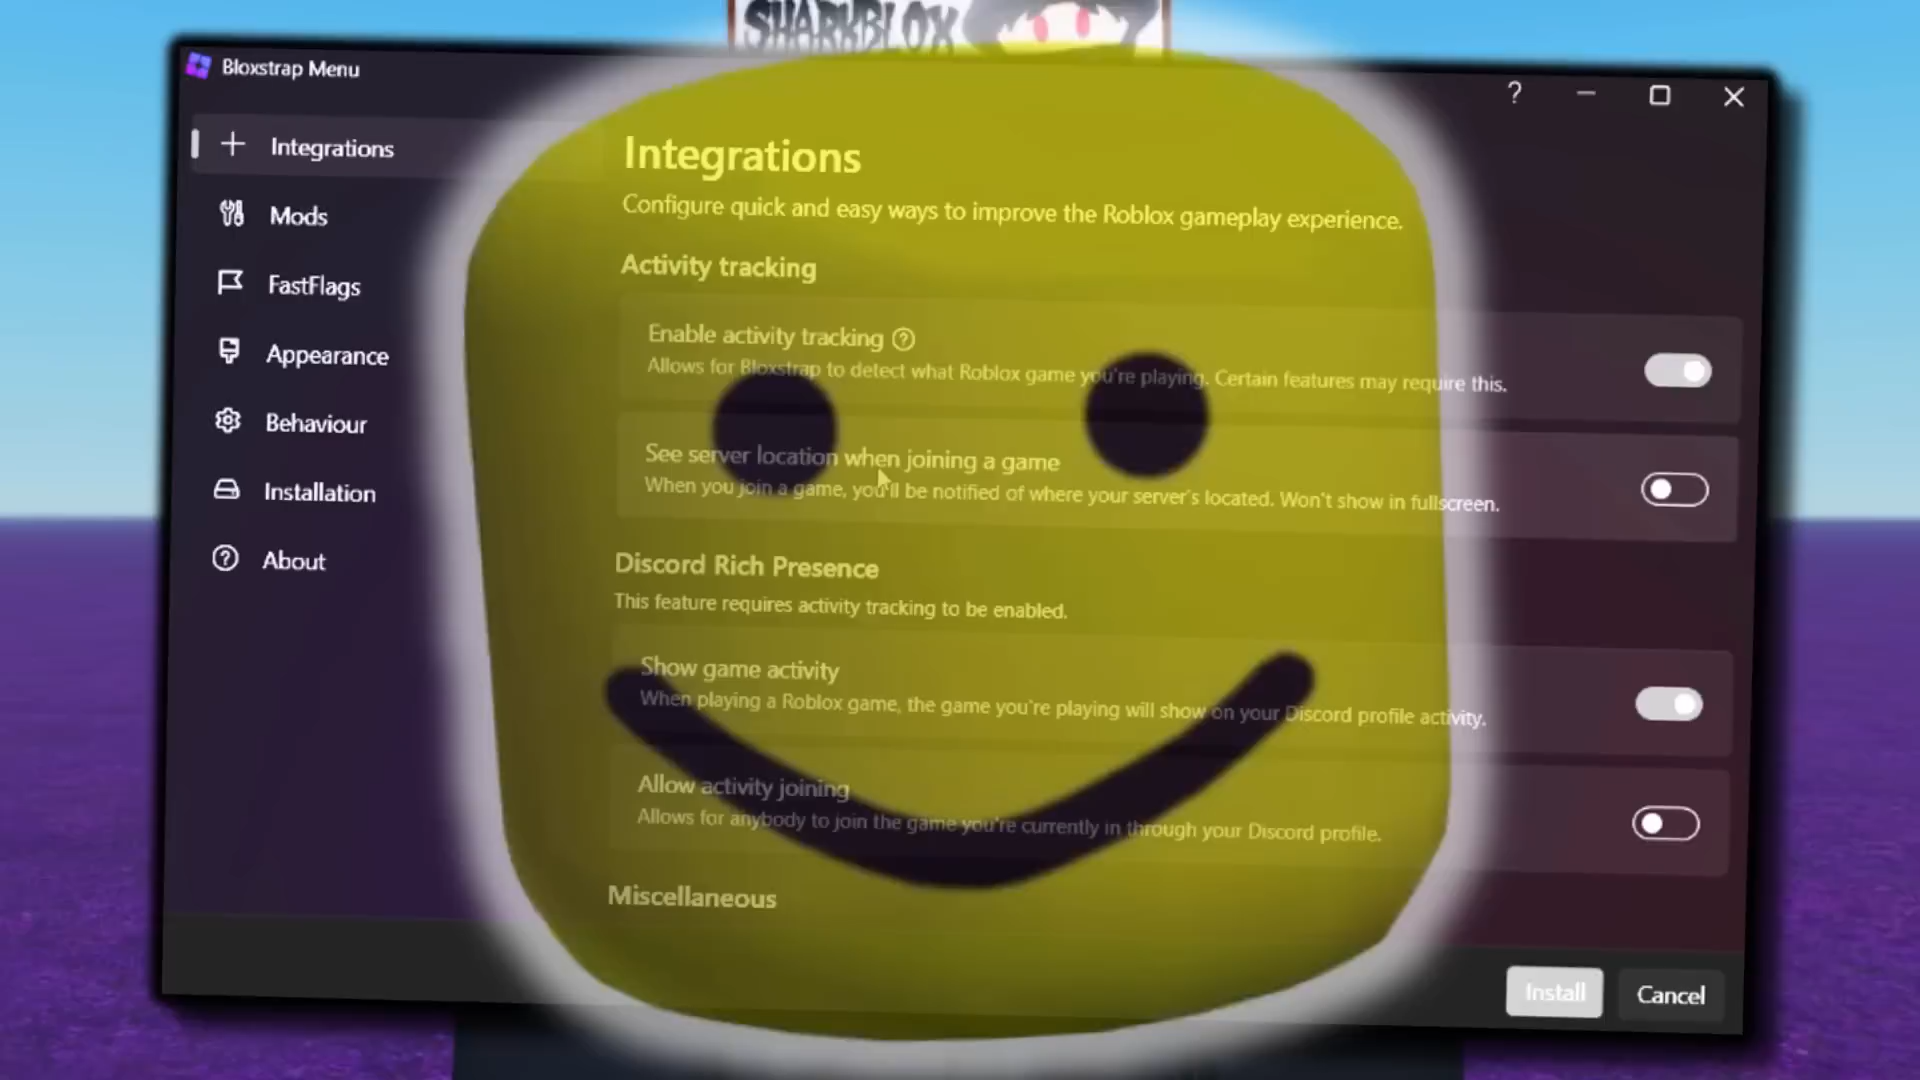 SHARKBLOX
Bloxstrap Menu
Integrations
Mods
FastFlags
Appearance
Behaviour
Installation
About
Integrations
Configure quick and easy ways to improve the Roblox gameplay experience.
Activity tracking
Enable activity tracking
Allows for Bloxstrap to detect what Roblox game you're playing. Certain features may require this.
See server location when joining a game
When you join a game, you'll be notified of where your server's located. Won't show in fullscreen.
Discord Rich Presence
This feature requires activity tracking to be enabled.
Show game activity
When playing a Roblox game, the game you're playing will show on your Discord profile activity.
Allow activity joining
Allows for anybody to join the game you're currently in through your Discord profile.
Miscellaneous
Install
Cancel